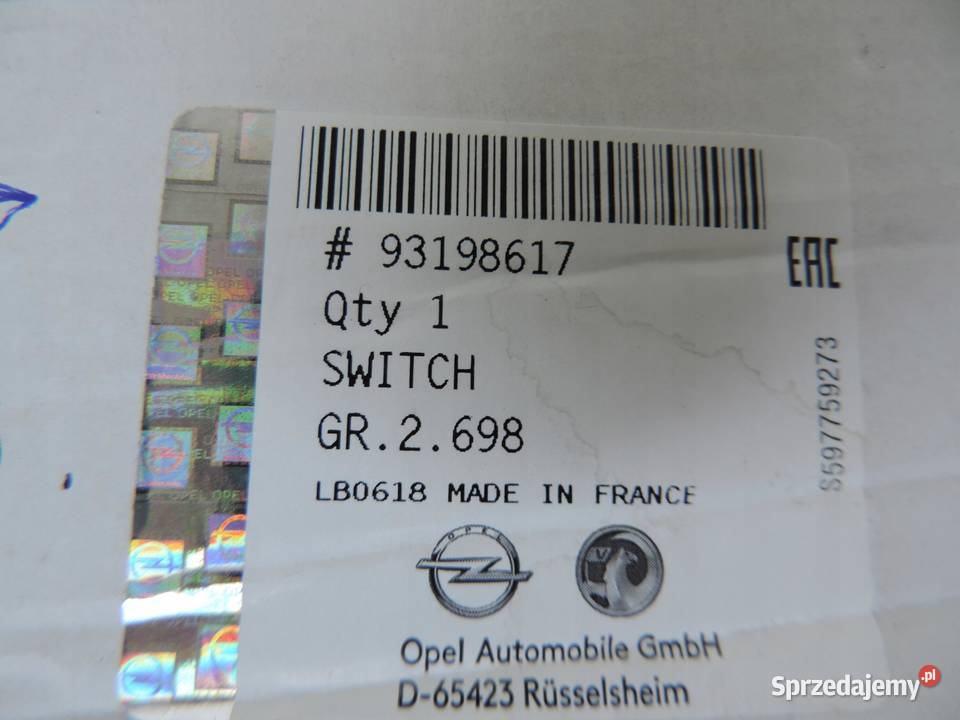 # 93198617
EAC
Qty 1
SWITCH
GR.2.698
S597759273
LB0618 MADE IN FRANCE
OPEL
V
Opel Automobile GmbH
D-65423 Rüsselsheim
Sprzedajemy.pl